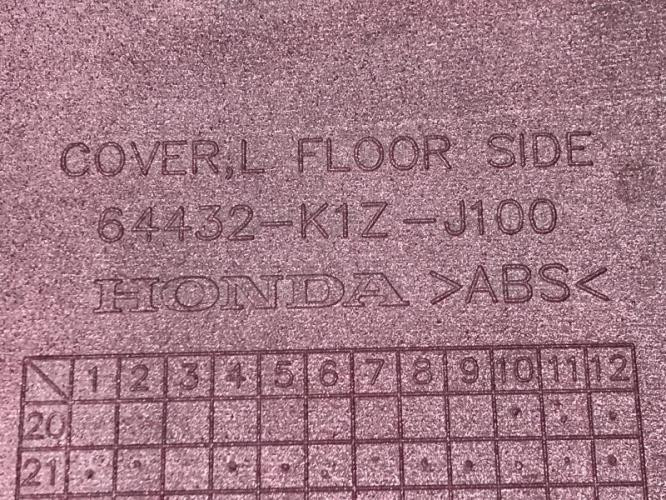 COVER,L FLOOR SIDE
64432-K1Z-J100
HONDA >ABS<
1 2 3 4 5 6 7 8 9 10 11 12
20
21